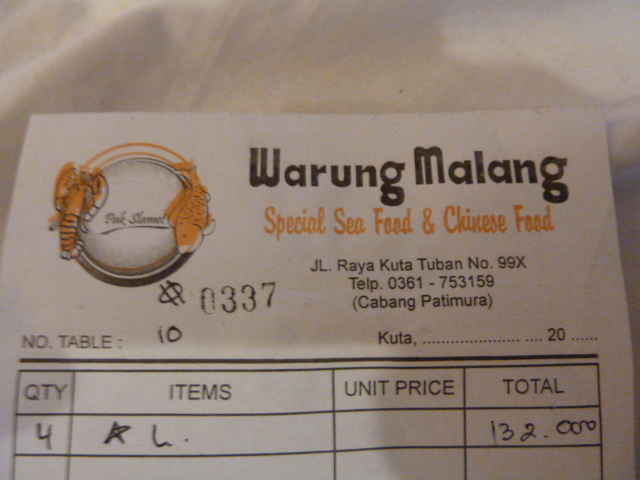 Warung Malang
Special Sea Food & Chinese Food
Pak Slamet
JL. Raya Kuta Tuban No. 99X
Telp. 0361 - 753159
(Cabang Patimura)
0337
NO. TABLE : 10
Kuta, ........................ .... 20 ......
QTY ITEMS UNIT PRICE TOTAL
4 L. 132.000